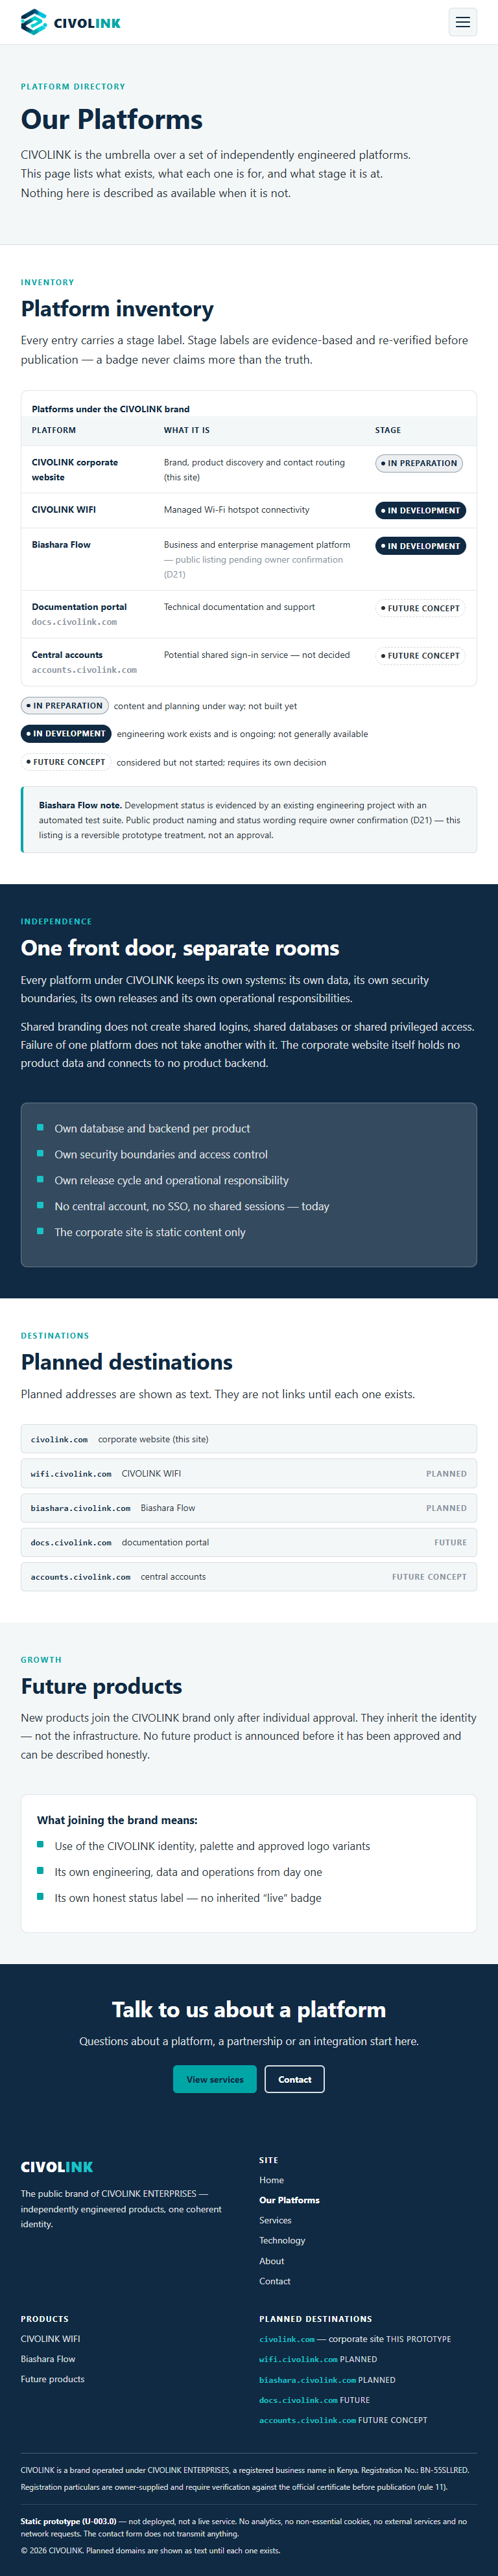 CIVOLINK
PLATFORM DIRECTORY
Our Platforms
CIVOLINK is the umbrella over a set of independently engineered platforms.
This page lists what exists, what each one is for, and what stage it is at.
Nothing here is described as available when it is not.
INVENTORY
Platform inventory
Every entry carries a stage label. Stage labels are evidence-based and re-verified before
publication — a badge never claims more than the truth.
Platforms under the CIVOLINK brand
PLATFORM WHAT IT IS STAGE
CIVOLINK corporate Brand, product discovery and contact routing IN PREPARATION
website (this site)
CIVOLINK WIFI Managed Wi-Fi hotspot connectivity IN DEVELOPMENT
Biashara Flow Business and enterprise management platform IN DEVELOPMENT
— public listing pending owner confirmation
(D21)
Documentation portal Technical documentation and support FUTURE CONCEPT
docs.civolink.com
Central accounts Potential shared sign-in service — not decided FUTURE CONCEPT
accounts.civolink.com
IN PREPARATION content and planning under way; not built yet
IN DEVELOPMENT engineering work exists and is ongoing; not generally available
FUTURE CONCEPT considered but not started; requires its own decision
Biashara Flow note. Development status is evidenced by an existing engineering project with an
automated test suite. Public product naming and status wording require owner confirmation (D21) — this
listing is a reversible prototype treatment, not an approval.
INDEPENDENCE
One front door, separate rooms
Every platform under CIVOLINK keeps its own systems: its own data, its own security
boundaries, its own releases and its own operational responsibilities.
Shared branding does not create shared logins, shared databases or shared privileged access.
Failure of one platform does not take another with it. The corporate website itself holds no
product data and connects to no product backend.
Own database and backend per product
Own security boundaries and access control
Own release cycle and operational responsibility
No central account, no SSO, no shared sessions — today
The corporate site is static content only
DESTINATIONS
Planned destinations
Planned addresses are shown as text. They are not links until each one exists.
civolink.com corporate website (this site)
wifi.civolink.com CIVOLINK WIFI PLANNED
biashara.civolink.com Biashara Flow PLANNED
docs.civolink.com documentation portal FUTURE
accounts.civolink.com central accounts FUTURE CONCEPT
GROWTH
Future products
New products join the CIVOLINK brand only after individual approval. They inherit the identity
— not the infrastructure. No future product is announced before it has been approved and
can be described honestly.
What joining the brand means:
Use of the CIVOLINK identity, palette and approved logo variants
Its own engineering, data and operations from day one
Its own honest status label — no inherited “live” badge
Talk to us about a platform
Questions about a platform, a partnership or an integration start here.
View services Contact
CIVOLINK
The public brand of CIVOLINK ENTERPRISES —
independently engineered products, one coherent
identity.
SITE
Home
Our Platforms
Services
Technology
About
Contact
PRODUCTS
CIVOLINK WIFI
Biashara Flow
Future products
PLANNED DESTINATIONS
civolink.com — corporate site THIS PROTOTYPE
wifi.civolink.com PLANNED
biashara.civolink.com PLANNED
docs.civolink.com FUTURE
accounts.civolink.com FUTURE CONCEPT
CIVOLINK is a brand operated under CIVOLINK ENTERPRISES, a registered business name in Kenya. Registration No.: BN-55SLLRED.
Registration particulars are owner-supplied and require verification against the official certificate before publication (rule 11).
Static prototype (U-003.0) — not deployed, not a live service. No analytics, no non-essential cookies, no external services and no
network requests. The contact form does not transmit anything.
© 2026 CIVOLINK. Planned domains are shown as text until each one exists.